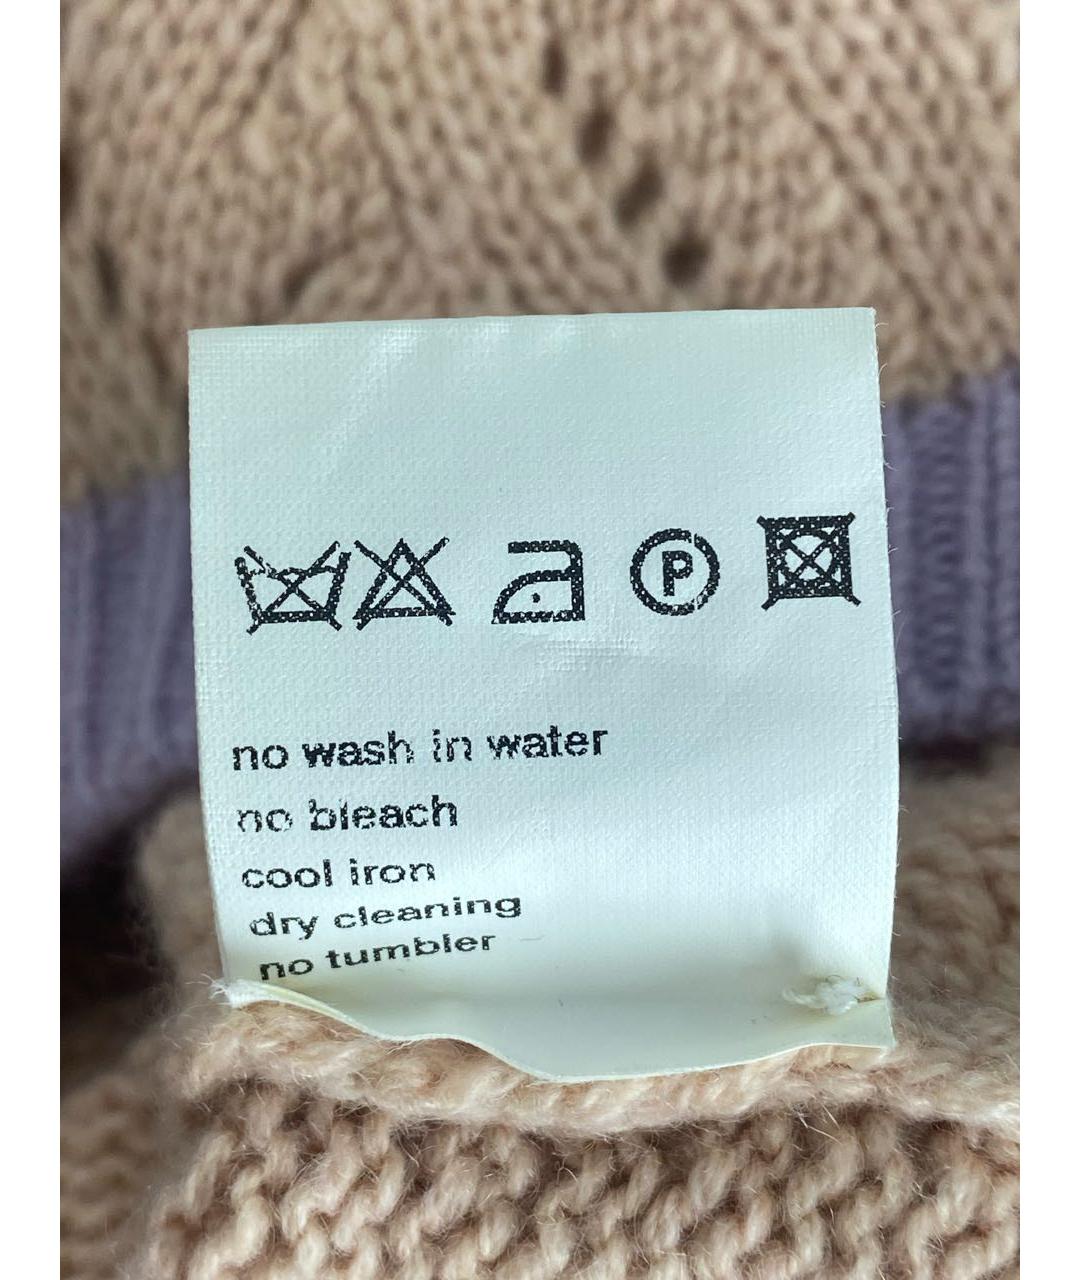 P
no wash in water
no bleach
cool iron
dry cleaning
no tumbler